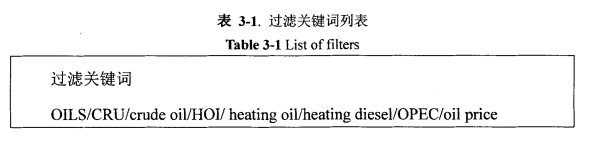 表 3-1. 过滤关键词列表
Table 3-1 List of filters
过滤关键词
OILS/CRU/crude oil/HOI/ heating oil/heating diesel/OPEC/oil price